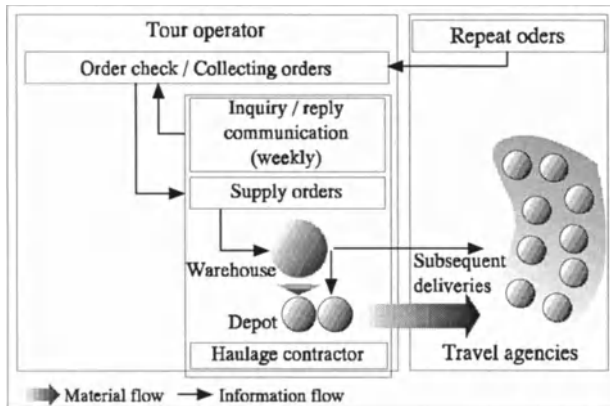 Tour operator
Repeat oders
Order check / Collecting orders
Inquiry / reply
communication
(weekly)
Supply orders
Warehouse
Subsequent
deliveries
Depot
Haulage contractor
Travel agencies
Material flow
Information flow